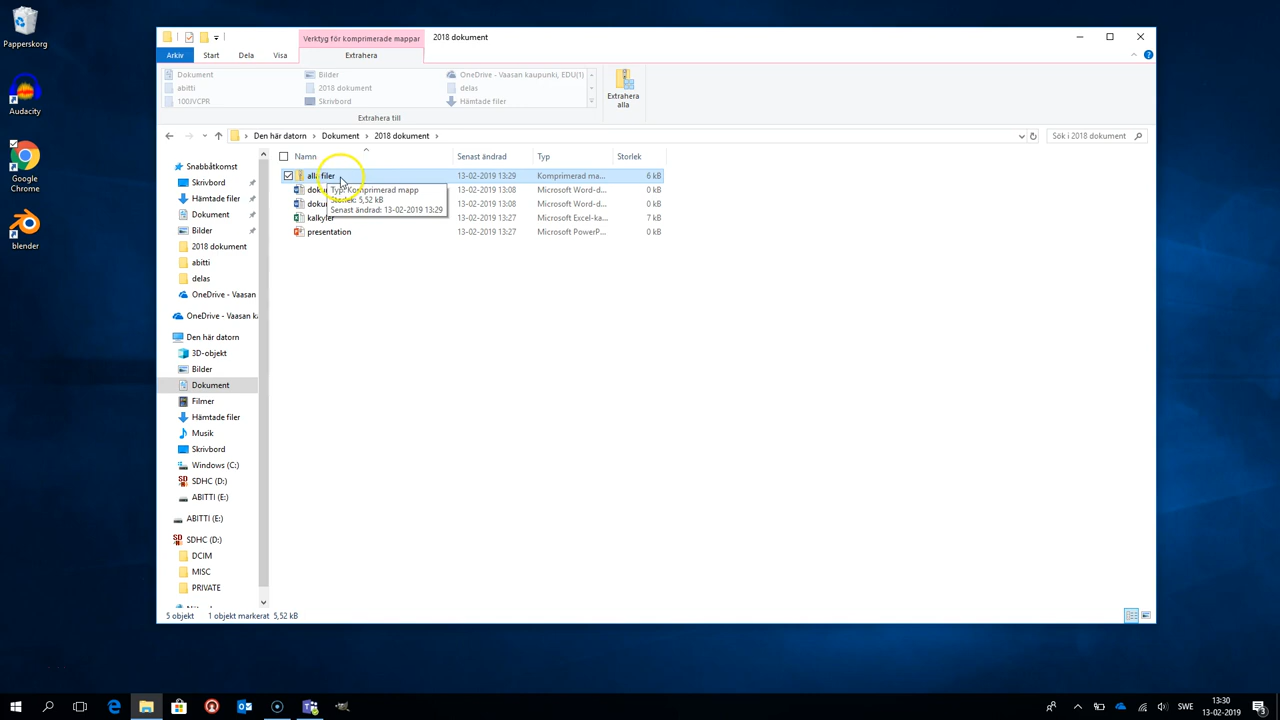 Papperskorg
Audacity
Google
Chrome
blender
Verktyg för komprimerade mappar
2018 dokument
Arkiv
Start
Dela
Visa
Extrahera
Dokument
Bilder
OneDrive - Vaasan kaupunki, EDU(1)
abitti
2018 dokument
delas
100JVCPR
Skrivbord
Hämtade filer
Extrahera
alla
Extrahera till
Den här datorn > Dokument > 2018 dokument >
Sök i 2018 dokument
Namn
Senast ändrad
Typ
Storlek
alla filer
13-02-2019 13:29
Komprimerad ma...
6 kB
13-02-2019 13:08
Microsoft Word-d...
0 kB
13-02-2019 13:08
Microsoft Word-d...
0 kB
kalkyler
13-02-2019 13:27
Microsoft Excel-ka...
7 kB
presentation
13-02-2019 13:27
Microsoft PowerP...
0 kB
Typ: Komprimerad mapp
Storlek: 5,52 kB
Senast ändrad: 13-02-2019 13:29
Snabbåtkomst
Skrivbord
Hämtade filer
Dokument
Bilder
2018 dokument
abitti
delas
OneDrive - Vaasan
OneDrive - Vaasan k
Den här datorn
3D-objekt
Bilder
Dokument
Filmer
Hämtade filer
Musik
Skrivbord
Windows (C:)
SDHC (D:)
ABITTI (E:)
ABITTI (E:)
SDHC (D:)
DCIM
MISC
PRIVATE
5 objekt
1 objekt markerat 5,52 kB
SWE
13:30
13-02-2019